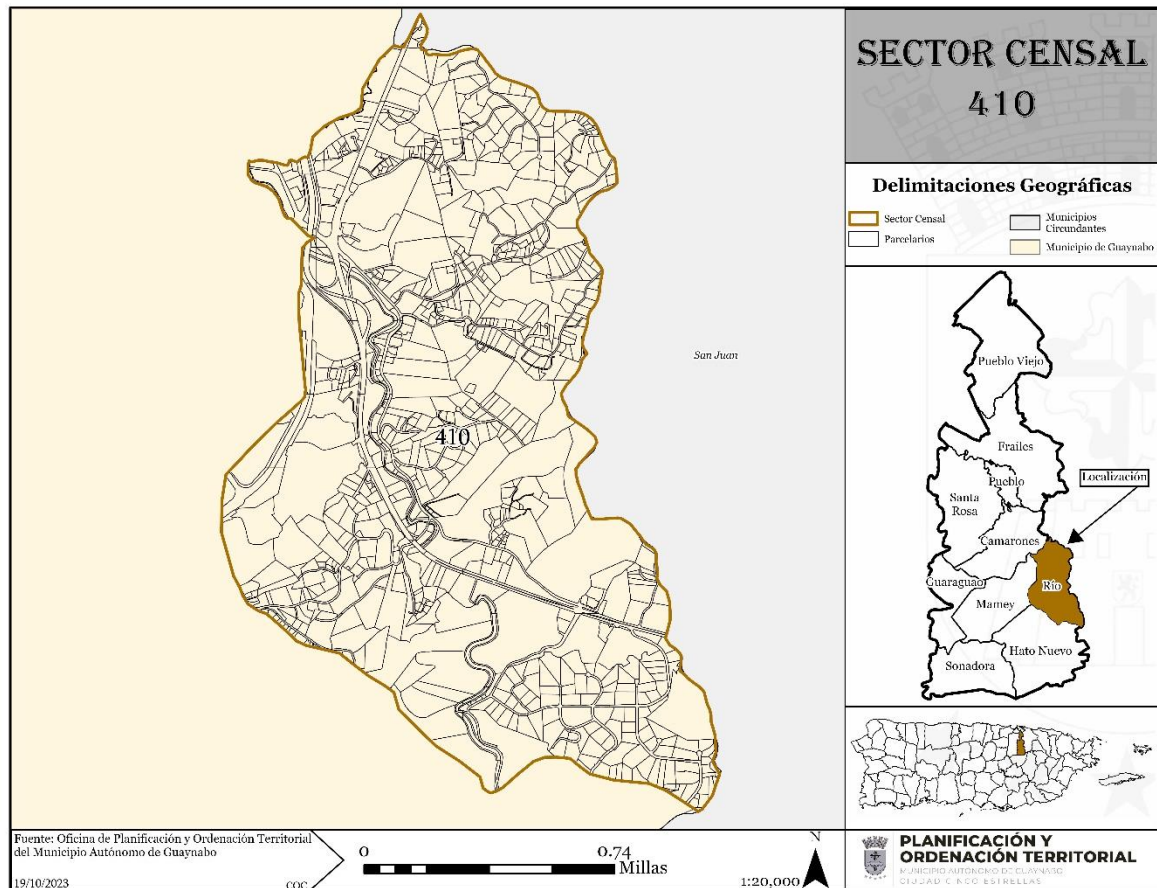 SECTOR CENSAL
410
Delimitaciones Geográficas
Sector Censal
Parcelarios
Municipios
Circundantes
Municipio de Guaynabo
San Juan
410
Localización
Pueblo Viejo
Frailes
Pueblo
Santa
Rosa
Camarones
Guaraguao
Río
Mamey
Hato Nuevo
Sonadora
Fuente: Oficina de Planificación y Ordenación Territorial
del Municipio Autónomo de Guaynabo
19/10/2023
COC
0
0.74
Millas
1:20,000
N
PLANIFICACIÓN Y
ORDENACIÓN TERRITORIAL
MUNICIPIO AUTÓNOMO DE GUAYNABO
CIUDAD CINCO ESTRELLAS